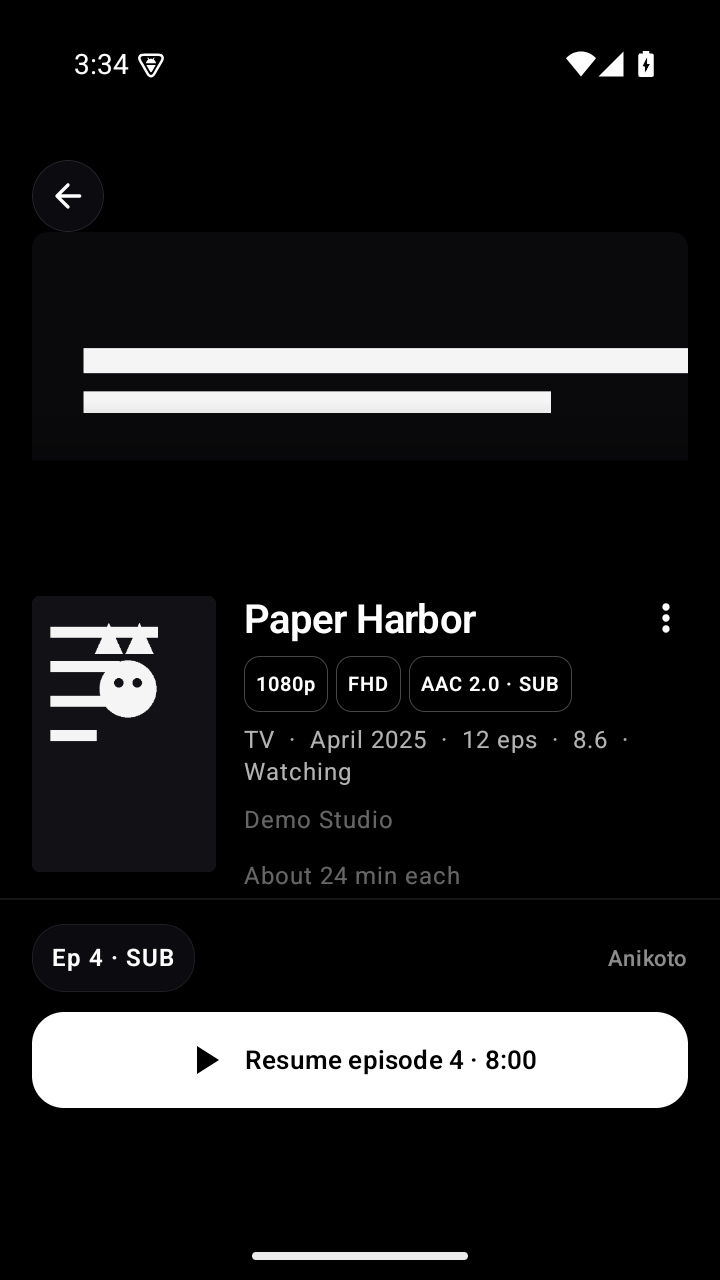 3:34
Paper Harbor
1080p
FHD
AAC 2.0 · SUB
TV · April 2025 · 12 eps · 8.6 ·
Watching
Demo Studio
About 24 min each
Ep 4 · SUB
Anikoto
Resume episode 4 · 8:00